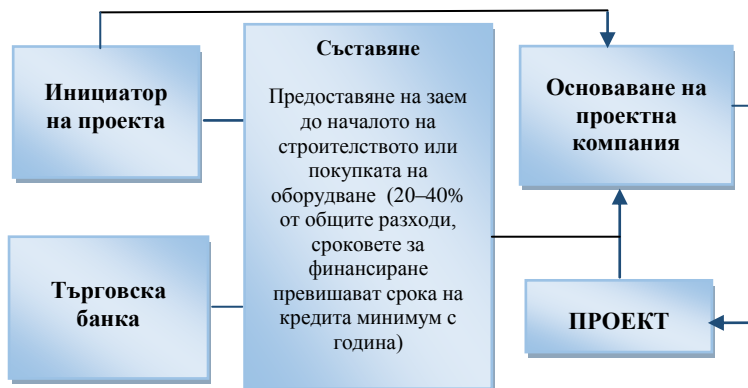 Инициатор
на проекта
Съставяне
Предоставяне на заем
до началото на
строителството или
покупката на
оборудване (20–40%
от общите разходи,
сроковете за
финансиране
превишават срока на
кредита минимум с
година)
Основаване на
проектна
компания
Търговска
банка
ПРОЕКТ